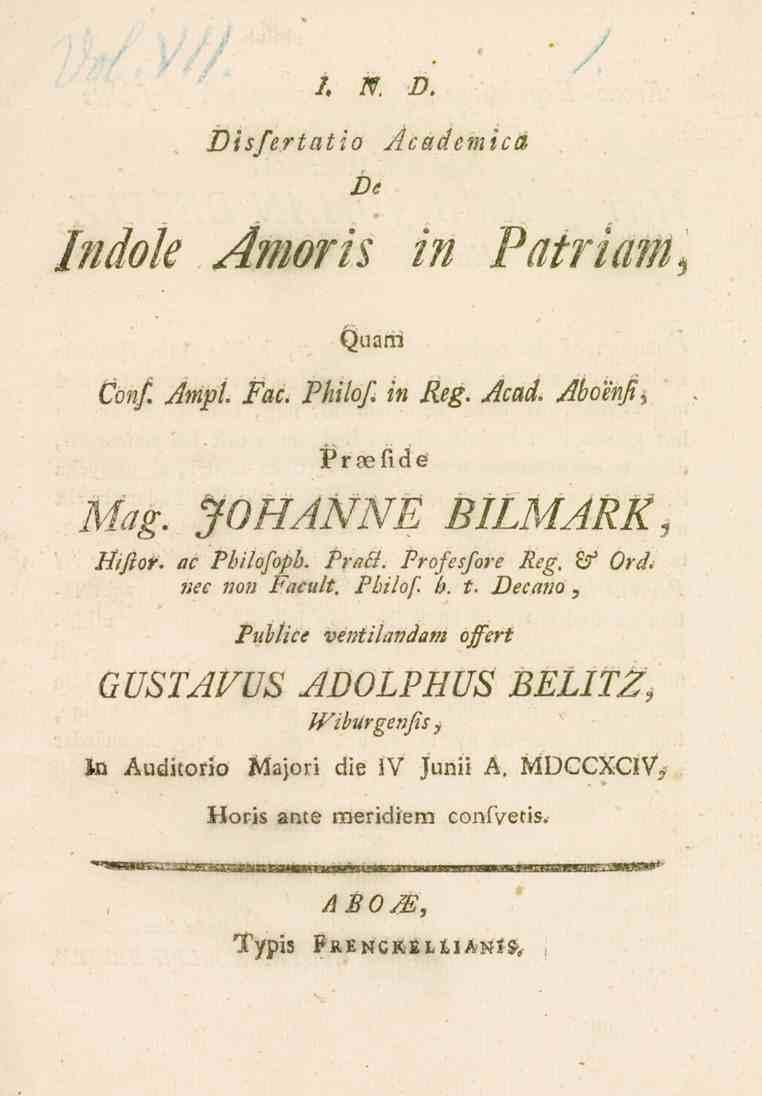 Vol. VII. 1.
I. N. D.
Disſertatio Academica
De
Indole Amoris in Patriam,
Quam
Conſ. Ampl. Fac. Philoſ. in Reg. Acad. Aboënſi,
Præſide
Mag. JOHANNE BILMARK,
Hiſtor. ac Philoſoph. Pract. Profesſore Reg. & Ord.
nec non Facult. Philoſ. h. t. Decano,
Publice ventilandam offert
GUSTAVUS ADOLPHUS BELITZ,
Wiburgenſis,
In Auditorio Majori die IV Junii A. MDCCXCIV,
Horis ante meridiem conſvetis.
ABOÆ,
Typis FRENCKELLIANIS.